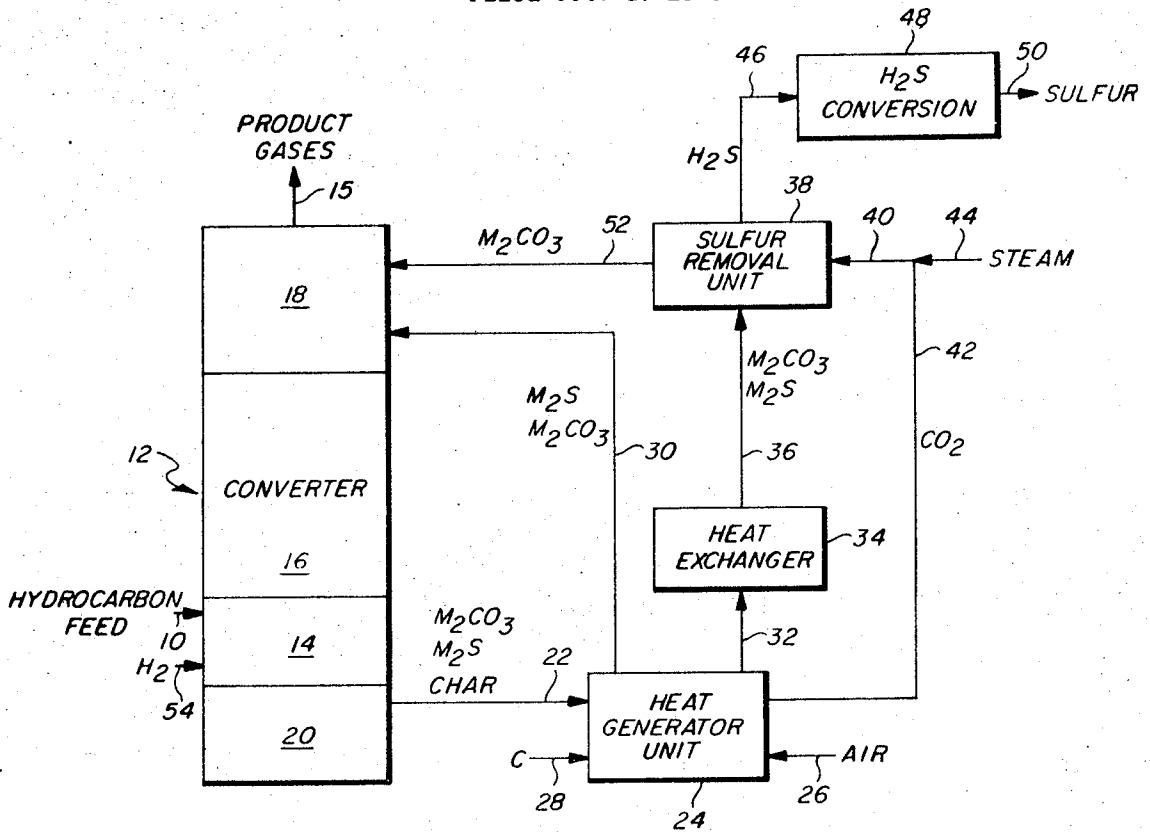 48
46
50
H2S
CONVERSION
SULFUR
PRODUCT
GASES
H2S
15
38
M2CO3
52
SULFUR
REMOVAL
UNIT
40
44
STEAM
18
42
M2CO3
M2S
M2S
M2CO3
30
36
CO2
12
CONVERTER
HEAT
EXCHANGER
34
16
HYDROCARBON
FEED
10
14
M2CO3
M2S
32
H2
CHAR
22
54
HEAT
GENERATOR
UNIT
20
C
28
AIR
26
24